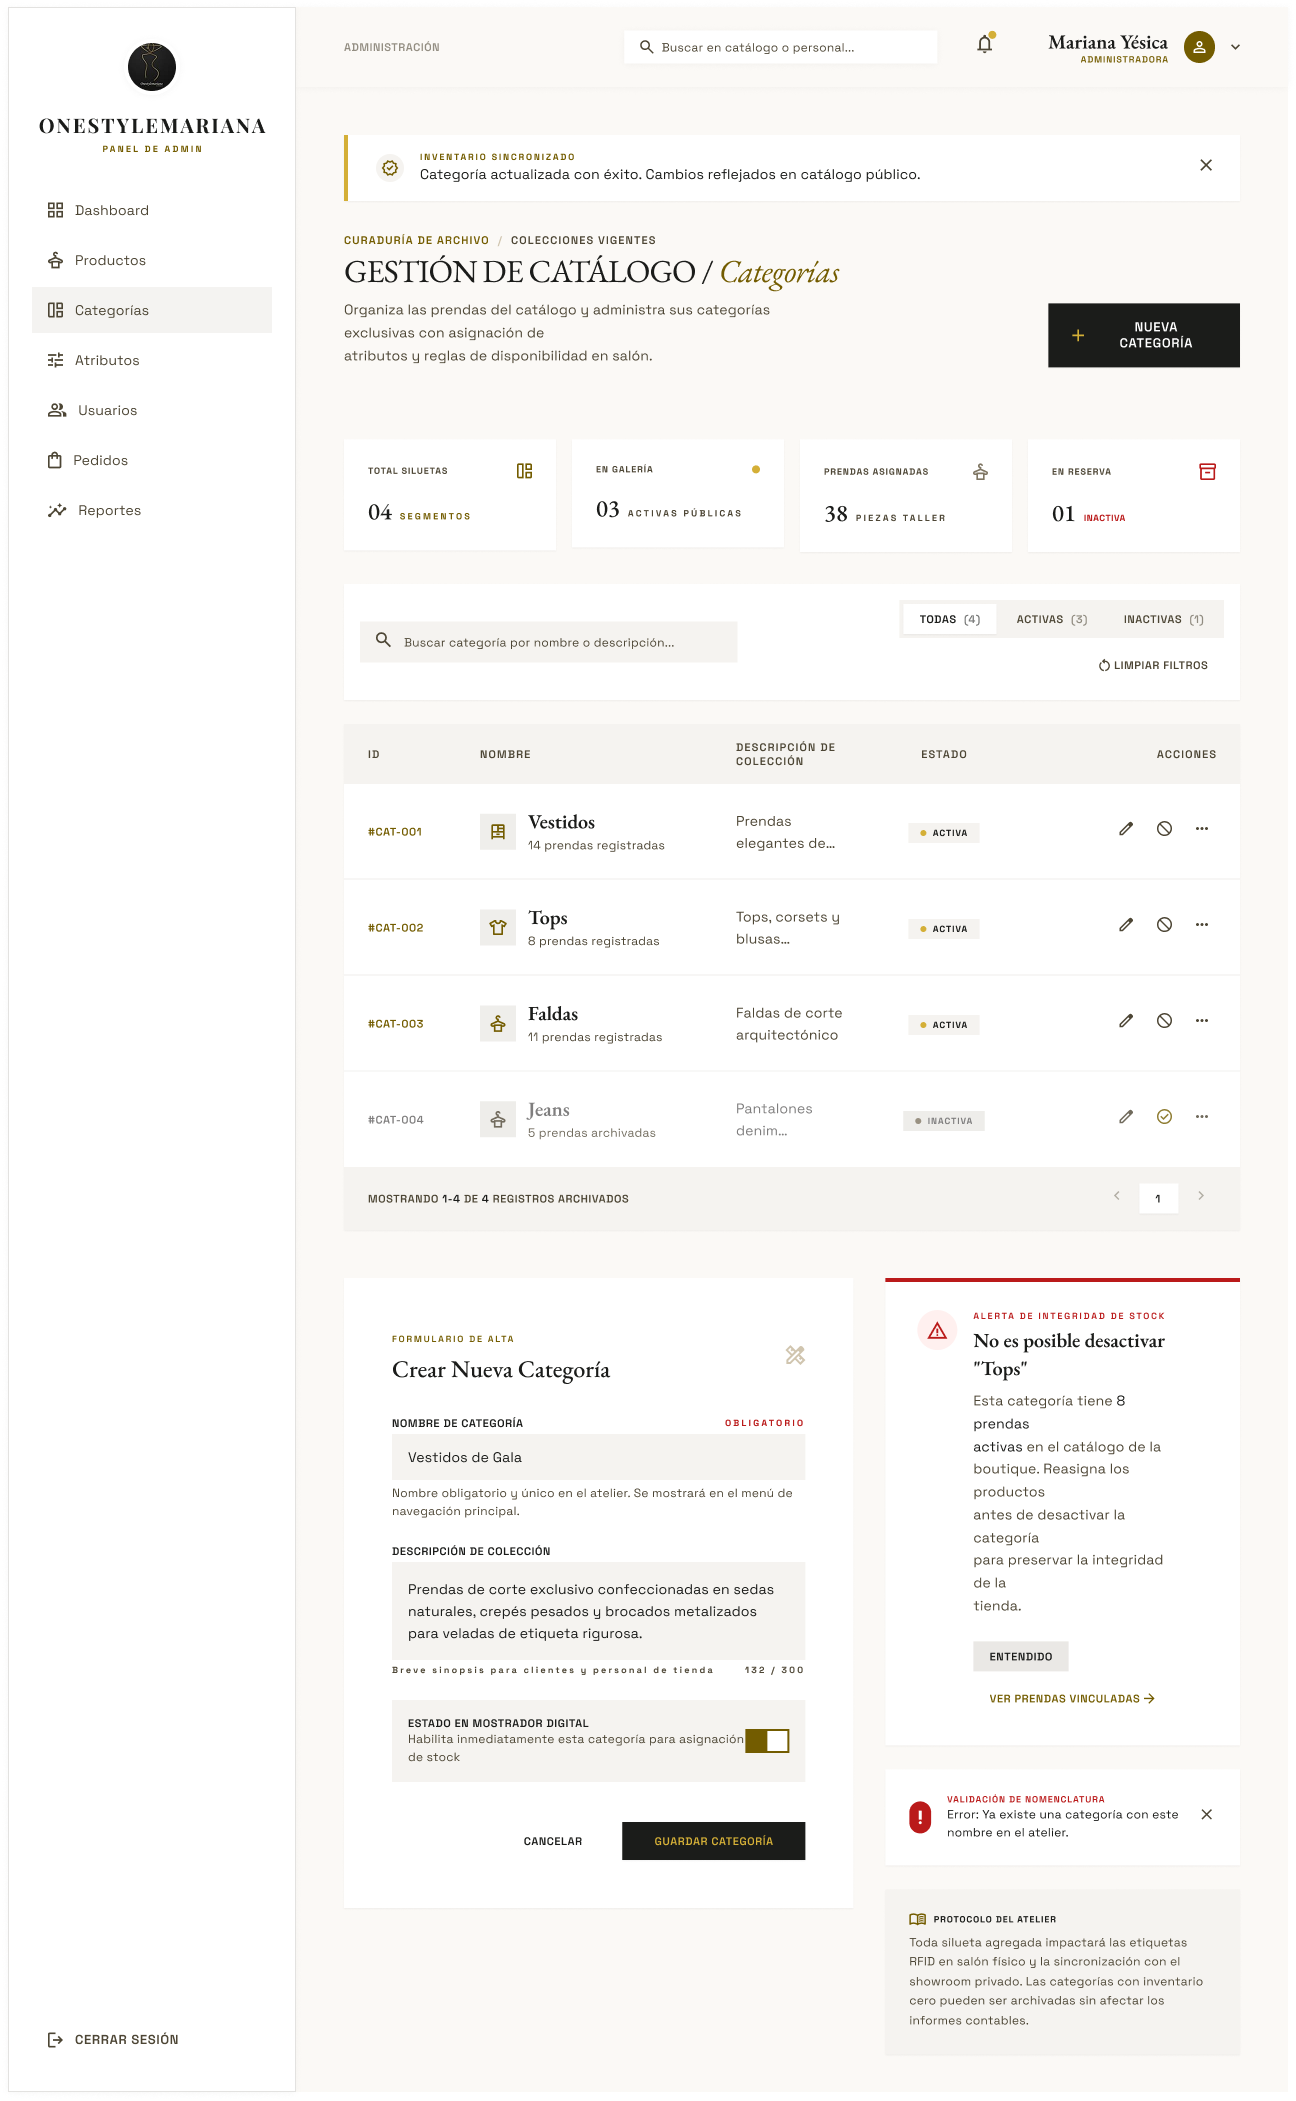 ONESTYLEMARIANA
PANEL DE ADMIN
Dashboard
Productos
Categorías
Atributos
Usuarios
Pedidos
Reportes
CERRAR SESIÓN
ADMINISTRACIÓN
Buscar en catálogo o personal...
Mariana Yésica
ADMINISTRADORA
INVENTARIO SINCRONIZADO
Categoría actualizada con éxito. Cambios reflejados en catálogo público.
CURADURÍA DE ARCHIVO / COLECCIONES VIGENTES
GESTIÓN DE CATÁLOGO / Categorías
Organiza las prendas del catálogo y administra sus categorías
exclusivas con asignación de
atributos y reglas de disponibilidad en salón.
NUEVA
CATEGORÍA
TOTAL SILUETAS
04 SEGMENTOS
EN GALERÍA
03 ACTIVAS PÚBLICAS
PRENDAS ASIGNADAS
38 PIEZAS TALLER
EN RESERVA
01 INACTIVA
Buscar categoría por nombre o descripción...
TODAS (4) ACTIVAS (3) INACTIVAS (1)
LIMPIAR FILTROS
ID NOMBRE DESCRIPCIÓN DE COLECCIÓN ESTADO ACCIONES
#CAT-001
Vestidos
14 prendas registradas
Prendas
elegantes de...
ACTIVA
#CAT-002
Tops
8 prendas registradas
Tops, corsets y
blusas...
ACTIVA
#CAT-003
Faldas
11 prendas registradas
Faldas de corte
arquitectónico
ACTIVA
#CAT-004
Jeans
5 prendas archivadas
Pantalones
denim...
INACTIVA
MOSTRANDO 1-4 DE 4 REGISTROS ARCHIVADOS
1
FORMULARIO DE ALTA
Crear Nueva Categoría
NOMBRE DE CATEGORÍA OBLIGATORIO
Vestidos de Gala
Nombre obligatorio y único en el atelier. Se mostrará en el menú de
navegación principal.
DESCRIPCIÓN DE COLECCIÓN
Prendas de corte exclusivo confeccionadas en sedas
naturales, crepés pesados y brocados metalizados
para veladas de etiqueta rigurosa.
Breve sinopsis para clientes y personal de tienda 132 / 300
ESTADO EN MOSTRADOR DIGITAL
Habilita inmediatamente esta categoría para asignación
de stock
CANCELAR
GUARDAR CATEGORÍA
ALERTA DE INTEGRIDAD DE STOCK
No es posible desactivar
"Tops"
Esta categoría tiene 8
prendas
activas en el catálogo de la
boutique. Reasigna los
productos
antes de desactivar la
categoría
para preservar la integridad
de la
tienda.
ENTENDIDO
VER PRENDAS VINCULADAS
VALIDACIÓN DE NOMENCLATURA
Error: Ya existe una categoría con este
nombre en el atelier.
PROTOCOLO DEL ATELIER
Toda silueta agregada impactará las etiquetas
RFID en salón físico y la sincronización con el
showroom privado. Las categorías con inventario
cero pueden ser archivadas sin afectar los
informes contables.